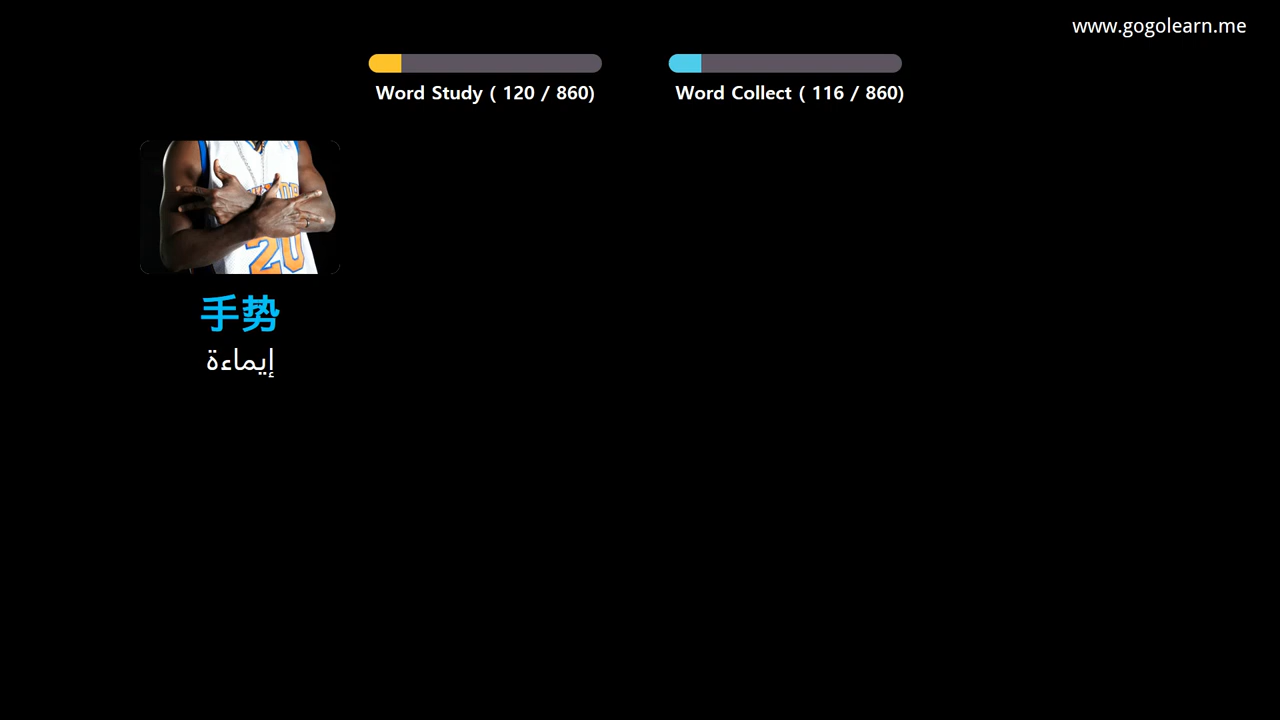 www.gogolearn.me
Word Study ( 120 / 860)
Word Collect ( 116 / 860)
20
手势
إيماءة